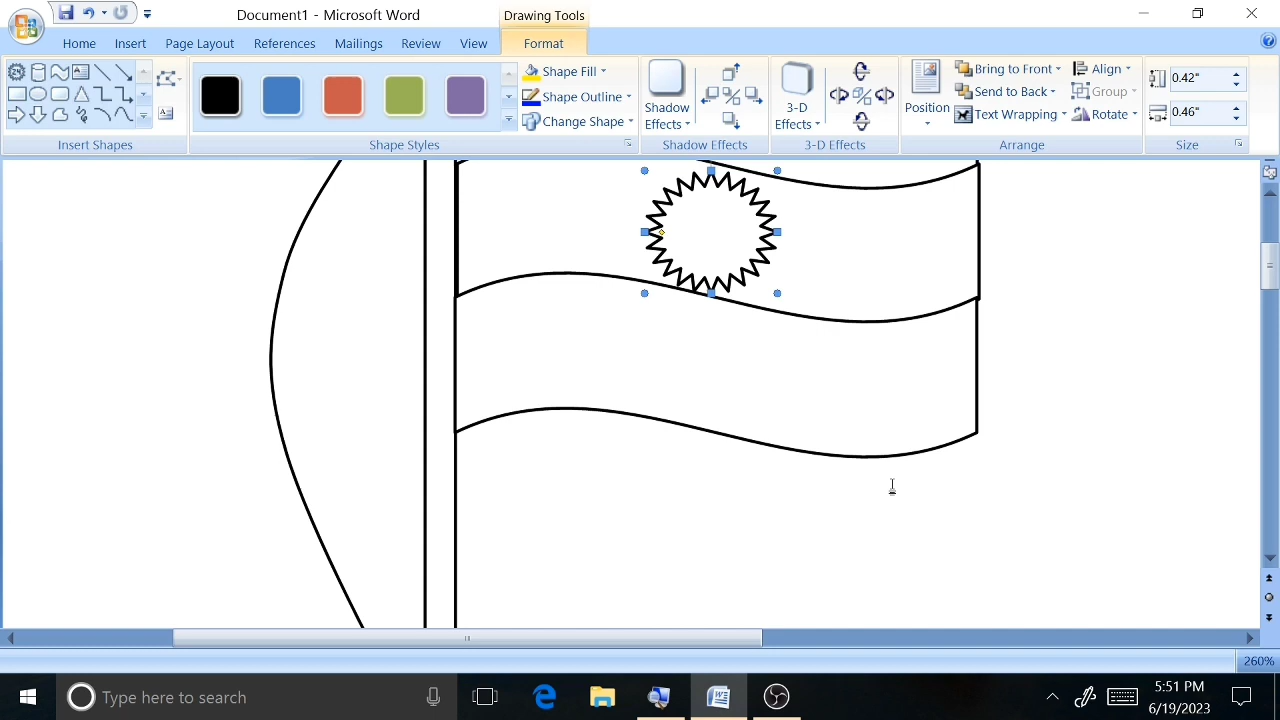 Document1 - Microsoft Word
Drawing Tools
Home Insert Page Layout References Mailings Review View Format
Shape Fill
Shape Outline
Change Shape
Shadow
Effects
3-D
Effects
Position
Bring to Front
Send to Back
Text Wrapping
Align
Group
Rotate
0.42"
0.46"
Insert Shapes
Shape Styles
Shadow Effects
3-D Effects
Arrange
Size
260%
Type here to search
5:51 PM
6/19/2023